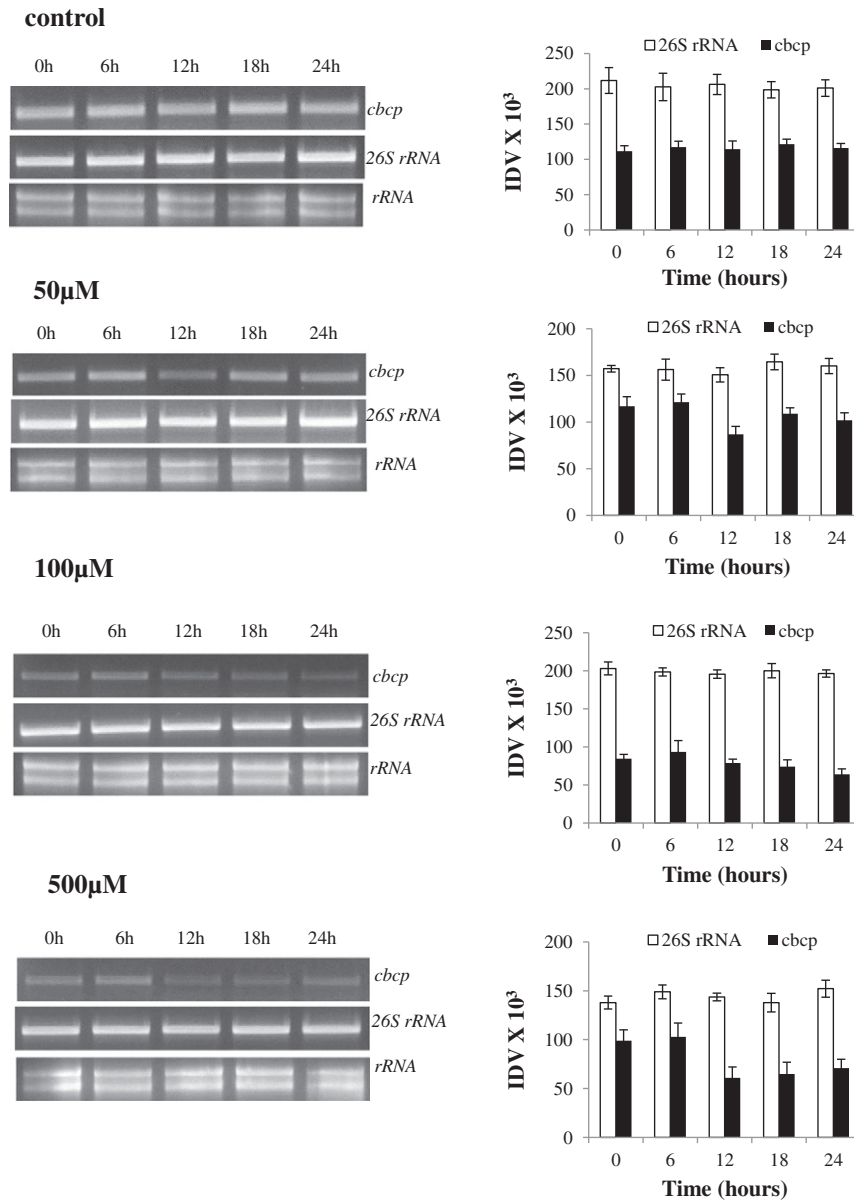 control
0h 6h 12h 18h 24h
cbcp
26S rRNA
rRNA
26S rRNA cbcp
250
200
150
100
50
0
IDV X 10³
0 6 12 18 24
Time (hours)
50µM
0h 6h 12h 18h 24h
cbcp
26S rRNA
rRNA
26S rRNA cbcp
200
150
100
50
0
IDV X 10³
0 6 12 18 24
Time (hours)
100µM
0h 6h 12h 18h 24h
cbcp
26S rRNA
rRNA
26S rRNA cbcp
250
200
150
100
50
0
IDV X 10³
0 6 12 18 24
Time (hours)
500µM
0h 6h 12h 18h 24h
cbcp
26S rRNA
rRNA
26S rRNA cbcp
200
150
100
50
0
IDV X 10³
0 6 12 18 24
Time (hours)